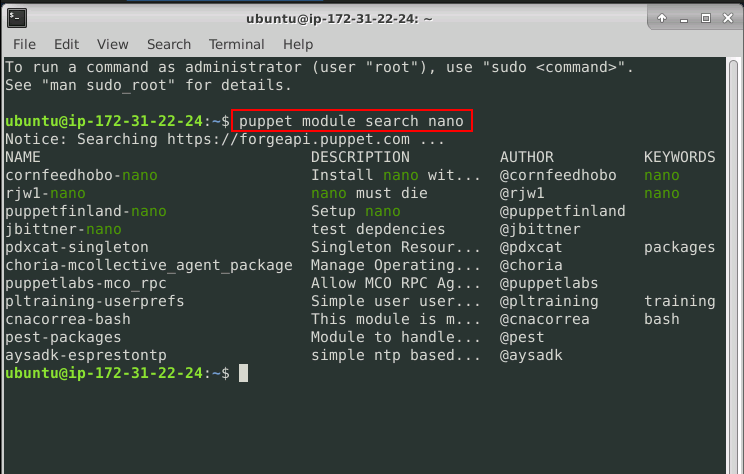 ubuntu@ip-172-31-22-24: ~
File Edit View Search Terminal Help
To run a command as administrator (user "root"), use "sudo <command>".
See "man sudo_root" for details.
ubuntu@ip-172-31-22-24:~$ puppet module search nano
Notice: Searching https://forgeapi.puppet.com ...
NAME DESCRIPTION AUTHOR KEYWORDS
cornfeedhobo-nano Install nano wit... @cornfeedhobo nano
rjw1-nano nano must die @rjw1 nano
puppetfinland-nano Setup nano @puppetfinland
jbittner-nano test depdencies @jbittner
pdxcat-singleton Singleton Resour... @pdxcat packages
choria-mcollective_agent_package Manage Operating... @choria
puppetlabs-mco_rpc Allow MCO RPC Ag... @puppetlabs
pltraining-userprefs Simple user user... @pltraining training
cnacorrea-bash This module is m... @cnacorrea bash
pest-packages Module to handle... @pest
aysadk-esprestontp simple ntp based... @aysadk
ubuntu@ip-172-31-22-24:~$